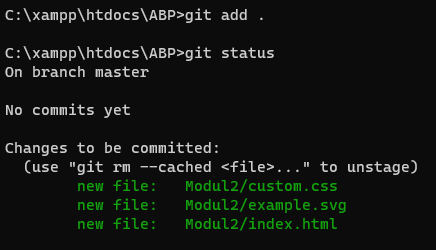 C:\xampp\htdocs\ABP>git add .
C:\xampp\htdocs\ABP>git status
On branch master
No commits yet
Changes to be committed:
(use "git rm --cached <file>..." to unstage)
new file:   Modul2/custom.css
new file:   Modul2/example.svg
new file:   Modul2/index.html